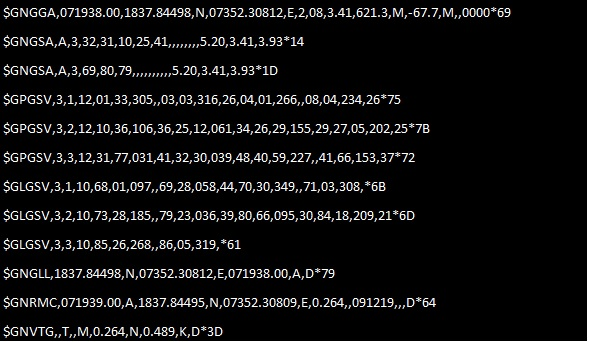 $GNGGA,071938.00,1837.84498,N,07352.30812,E,2,08,3.41,621.3,M,-67.7,M,,0000*69
$GNGSA,A,3,32,31,10,25,41,,,,,,,,5.20,3.41,3.93*14
$GNGSA,A,3,69,80,79,,,,,,,,,,5.20,3.41,3.93*1D
$GPGSV,3,1,12,01,33,305,,03,03,316,26,04,01,266,,08,04,234,26*75
$GPGSV,3,2,12,10,36,106,36,25,12,061,34,26,29,155,29,27,05,202,25*7B
$GPGSV,3,3,12,31,77,031,41,32,30,039,48,40,59,227,,41,66,153,37*72
$GLGSV,3,1,10,68,01,097,,69,28,058,44,70,30,349,,71,03,308,*6B
$GLGSV,3,2,10,73,28,185,,79,23,036,39,80,66,095,30,84,18,209,21*6D
$GLGSV,3,3,10,85,26,268,,86,05,319,*61
$GNGLL,1837.84498,N,07352.30812,E,071938.00,A,D*79
$GNRMC,071939.00,A,1837.84495,N,07352.30809,E,0.264,,091219,,,D*64
$GNVTG,,T,,M,0.264,N,0.489,K,D*3D